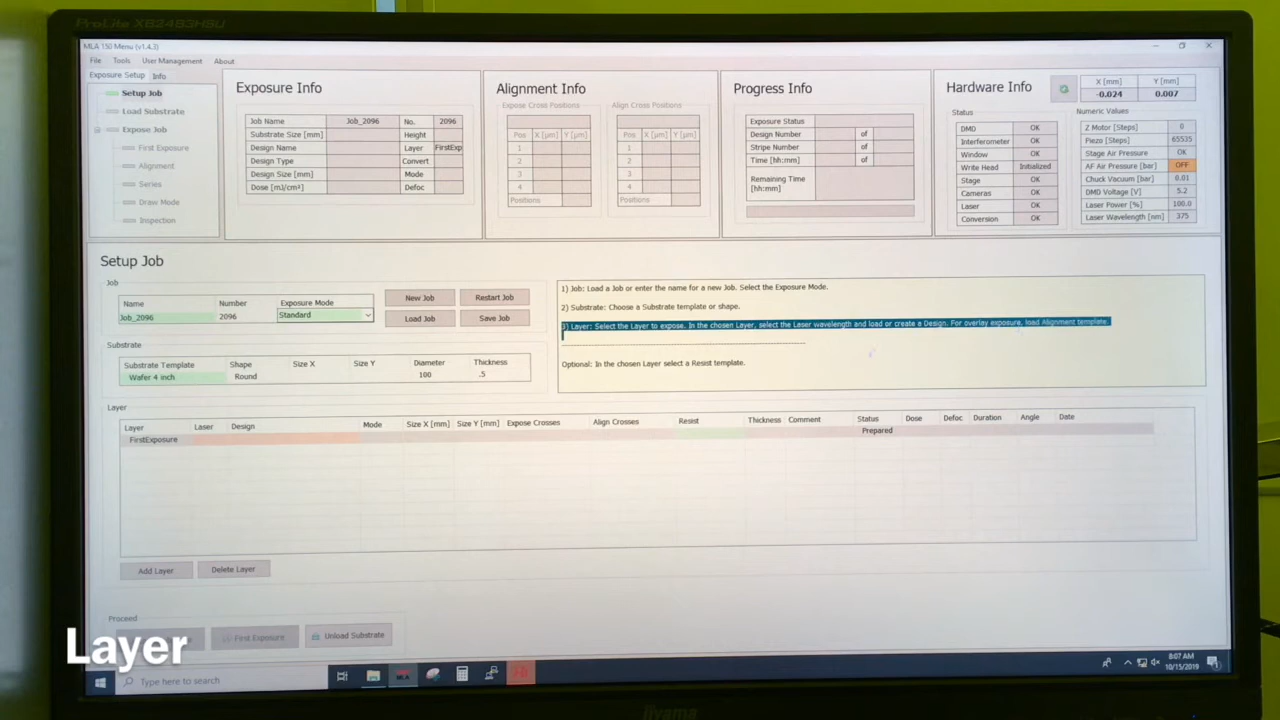 ProLite XB2483HSU
MLA 150 Menu (v1.4.3)
File Tools User Management About
Exposure Setup Info
Setup Job
Load Substrate
Expose Job
First Exposure
Alignment
Series
Draw Mode
Inspection
Exposure Info
Job Name Job_2096 No. 2096
Substrate Size [mm] Height
Design Name Layer FirstExp
Design Type Convert
Design Size [mm] Mode
Dose [mJ/cm²] Defoc
Alignment Info
Expose Cross Positions Align Cross Positions
Pos X [µm] Y [µm] Pos X [µm] Y [µm]
1 1
2 2
3 3
4 4
Positions Positions
Progress Info
Exposure Status
Design Number of
Stripe Number of
Time [hh:mm] of
Remaining Time
[hh:mm]
Hardware Info
X [mm] Y [mm]
-0.024 0.007
Status Numeric Values
DMD OK
Interferometer OK
Window OK
Write Head Initialized
Stage OK
Cameras OK
Laser OK
Conversion OK
Z Motor [Steps] 0
Piezo [Steps] 65535
Stage Air Pressure OK
AF Air Pressure [bar] OFF
Chuck Vacuum [bar] 0.01
DMD Voltage [V] 5.2
Laser Power [%] 100.0
Laser Wavelength [nm] 375
Setup Job
Job
Name Number Exposure Mode
Job_2096 2096 Standard
New Job Restart Job
Load Job Save Job
Substrate
Substrate Template Shape Size X Size Y Diameter Thickness
Wafer 4 inch Round 100 .5
1) Job: Load a Job or enter the name for a new Job. Select the Exposure Mode.
2) Substrate: Choose a Substrate template or shape.
3) Layer: Select the Layer to expose. In the chosen Layer, select the Laser wavelength and load or create a Design. For overlay exposure, load Alignment template.
Optional: In the chosen Layer select a Resist template.
Layer
Layer Laser Design Mode Size X [mm] Size Y [mm] Expose Crosses Align Crosses Resist Thickness Comment Status Dose Defoc Duration Angle Date
FirstExposure Prepared
Add Layer Delete Layer
Proceed
First Exposure Unload Substrate
Layer
Type here to search
8:07 AM
10/15/2019
iiyama